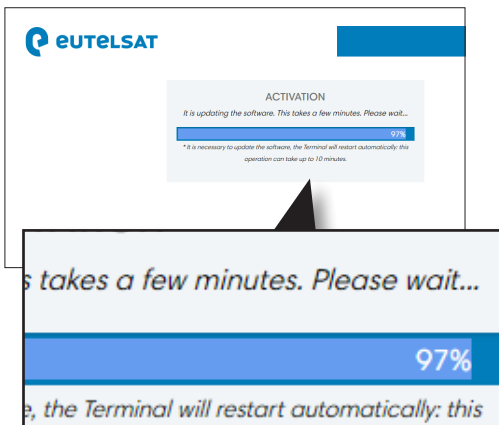 eutelsat
ACTIVATION
It is updating the software. This takes a few minutes. Please wait...
97%
* It is necessary to update the software, the Terminal will restart automatically: this
operation can take up to 10 minutes.
s takes a few minutes. Please wait...
97%
e, the Terminal will restart automatically: this